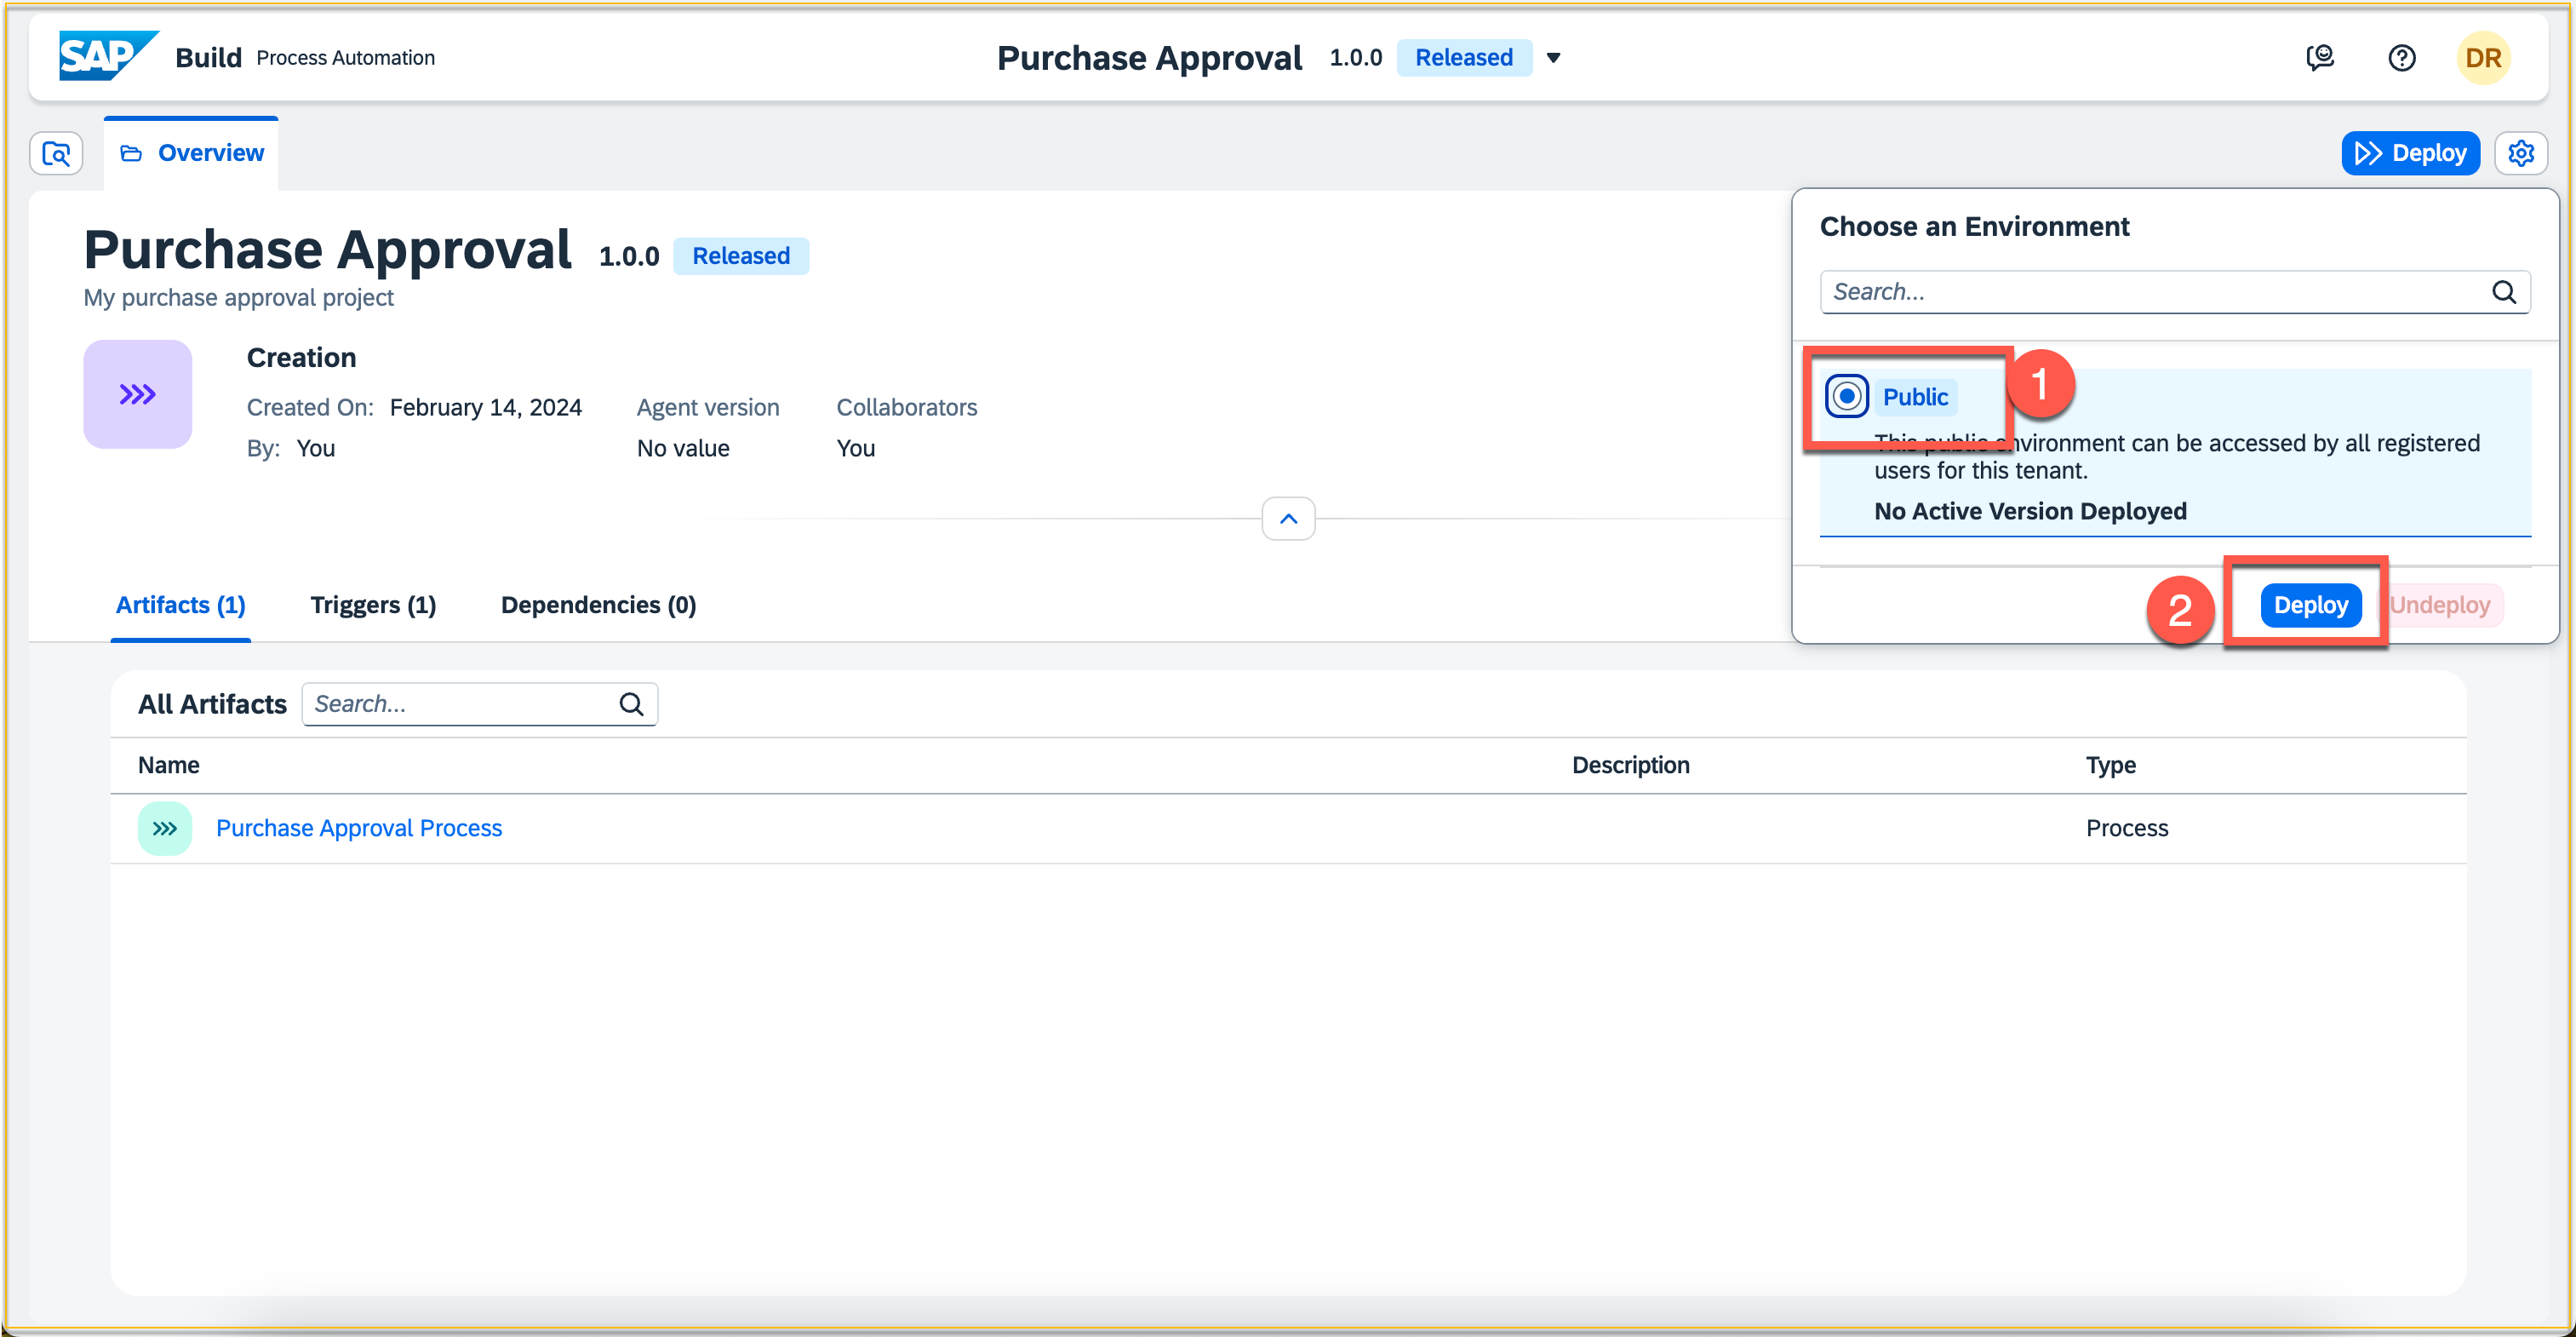 SAP Build Process Automation
Purchase Approval 1.0.0 Released
DR
Overview
Deploy
Purchase Approval 1.0.0 Released
My purchase approval project
Creation
Created On: February 14, 2024
By: You
Agent version
No value
Collaborators
You
Choose an Environment
Search...
Public
1
This public environment can be accessed by all registered
users for this tenant.
No Active Version Deployed
2
Deploy
Undeploy
Artifacts (1)
Triggers (1)
Dependencies (0)
All Artifacts
Search...
Name
Description
Type
Purchase Approval Process
Process